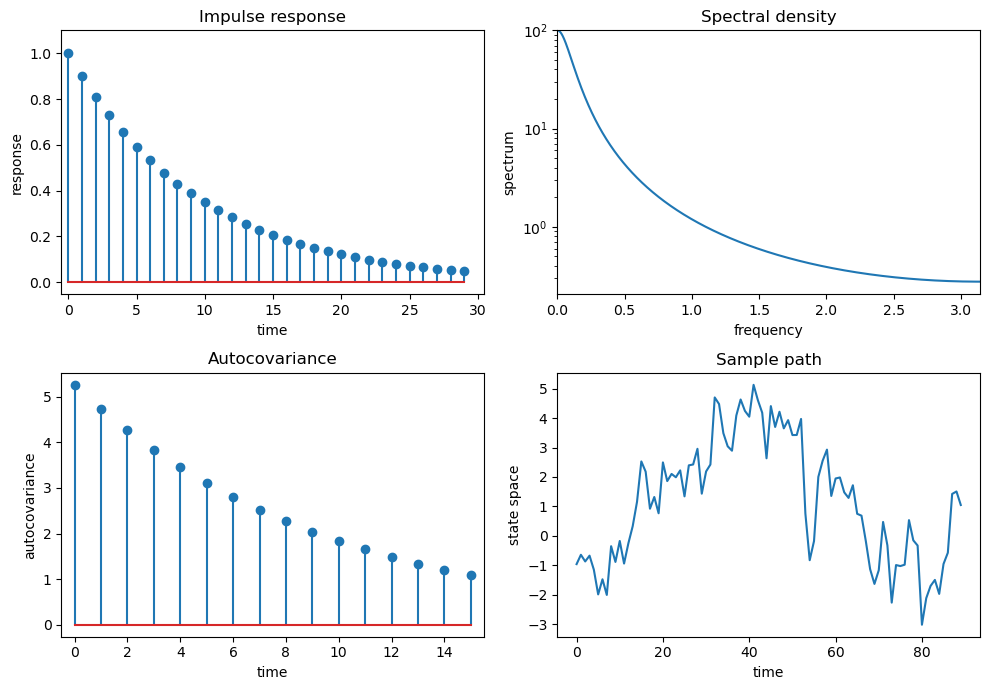 Impulse response
1.0
0.8
0.6
0.4
0.2
0.0
response
0 5 10 15 20 25 30
time
Spectral density
10²
10¹
10⁰
spectrum
0.0 0.5 1.0 1.5 2.0 2.5 3.0
frequency
Autocovariance
5
4
3
2
1
0
autocovariance
0 2 4 6 8 10 12 14
time
Sample path
5
4
3
2
1
0
−1
−2
−3
state space
0 20 40 60 80
time